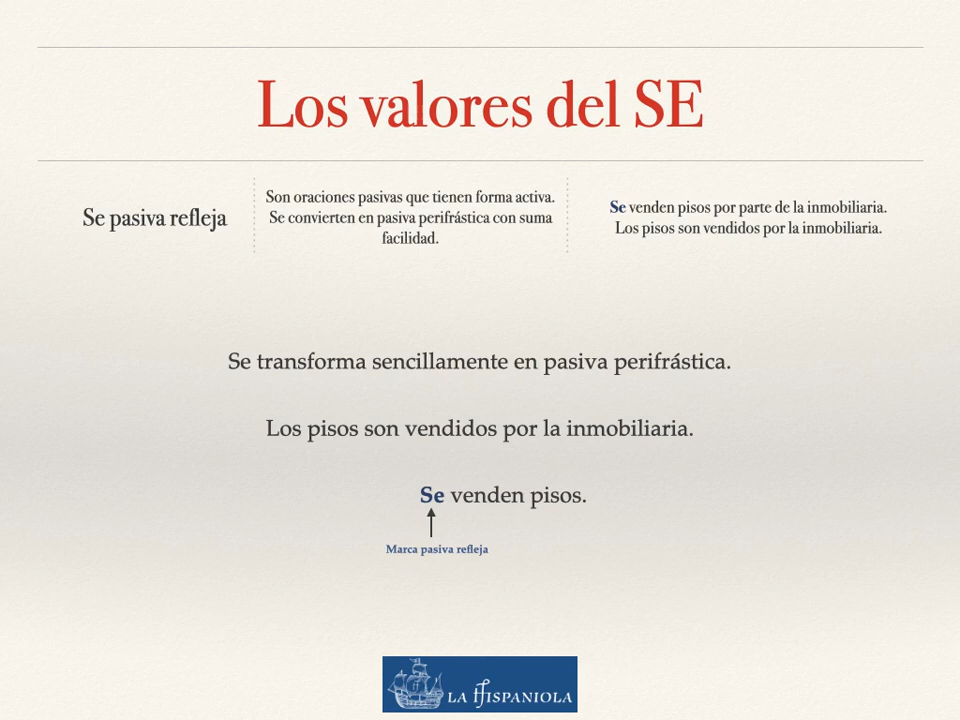 Los valores del SE
Se pasiva refleja
Son oraciones pasivas que tienen forma activa.
Se convierten en pasiva perifrástica con suma
facilidad.
Se venden pisos por parte de la inmobiliaria.
Los pisos son vendidos por la inmobiliaria.
Se transforma sencillamente en pasiva perifrástica.
Los pisos son vendidos por la inmobiliaria.
Se venden pisos.
Marca pasiva refleja
LA HISPANIOLA